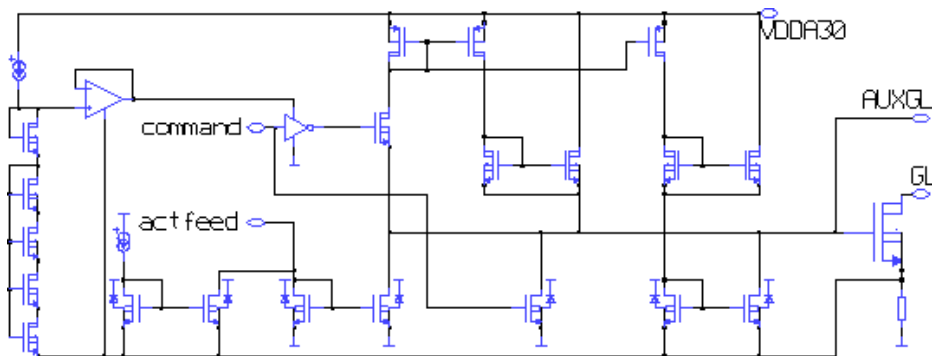 VDDA30
AUXGL
command
GL
actfeed